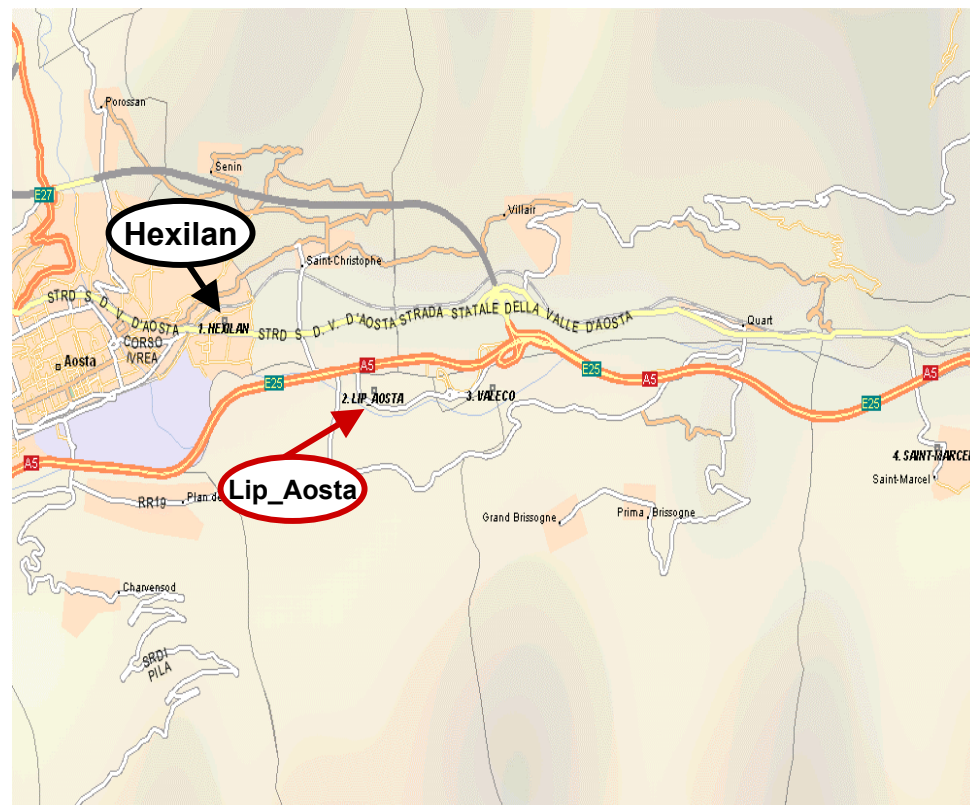 Porossan
Senin
E27
Villair
Hexilan
Saint-Christophe
STRD S. D. V. D'AOSTA
1. HEXILAN
STRD S. D. V. D'AOSTA
STRADA STATALE DELLA VALLE D'AOSTA
Quart
CORSO
IVREA
Aosta
A5
E25
E25
A5
A5
2. LIP_AOSTA
3. VALECO
E25
4. SAINT-MARCEL
A5
Lip_Aosta
Saint-Marcel
RR19
Plan de
Grand Brissogne
Prima Brissogne
Charvensod
SRDI
PILA